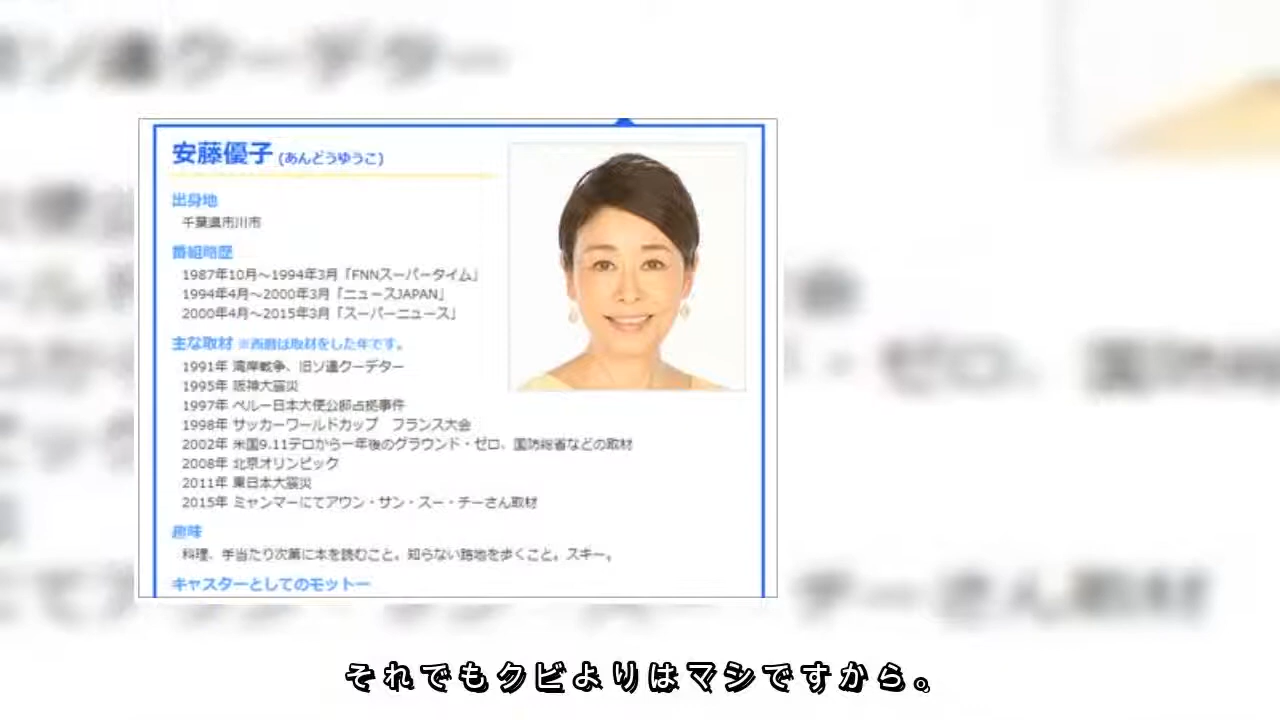 安藤優子 (あんどうゆうこ)
出身地
千葉県市川市
番組略歴
1987年10月～1994年3月「FNNスーパータイム」
1994年4月～2000年3月「ニュースJAPAN」
2000年4月～2015年3月「スーパーニュース」
主な取材 ※西暦は取材をした年です。
1991年 湾岸戦争、旧ソ連クーデター
1995年 阪神大震災
1997年 ペルー日本大使公邸占拠事件
1998年 サッカーワールドカップ　フランス大会
2002年 米国9.11テロから一年後のグラウンド・ゼロ、国防総省などの取材
2008年 北京オリンピック
2011年 東日本大震災
2015年 ミャンマーにてアウン・サン・スー・チーさん取材
趣味
料理、手当たり次第に本を読むこと。知らない路地を歩くこと。スキー。
キャスターとしてのモットー
それでもクビよりはマシですから。